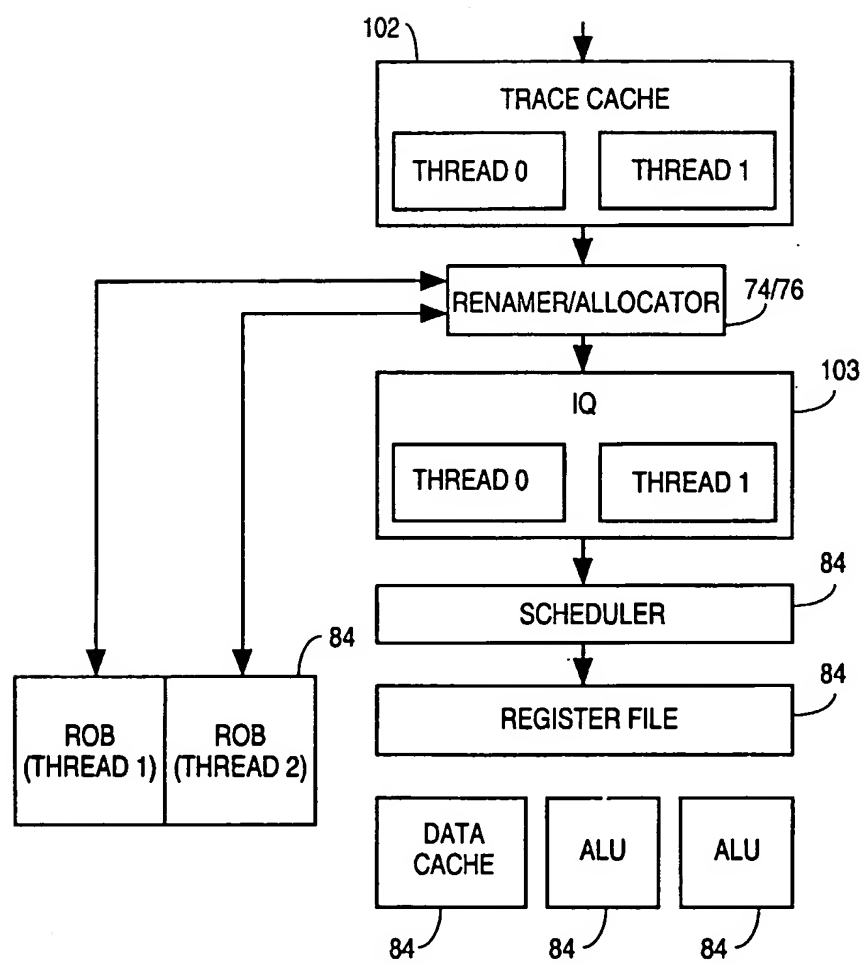 102
TRACE CACHE
THREAD 0
THREAD 1
RENAMER/ALLOCATOR
74/76
103
IQ
THREAD 0
THREAD 1
84
SCHEDULER
84
84
REGISTER FILE
ROB
(THREAD 1)
ROB
(THREAD 2)
DATA
CACHE
ALU
ALU
84
84
84